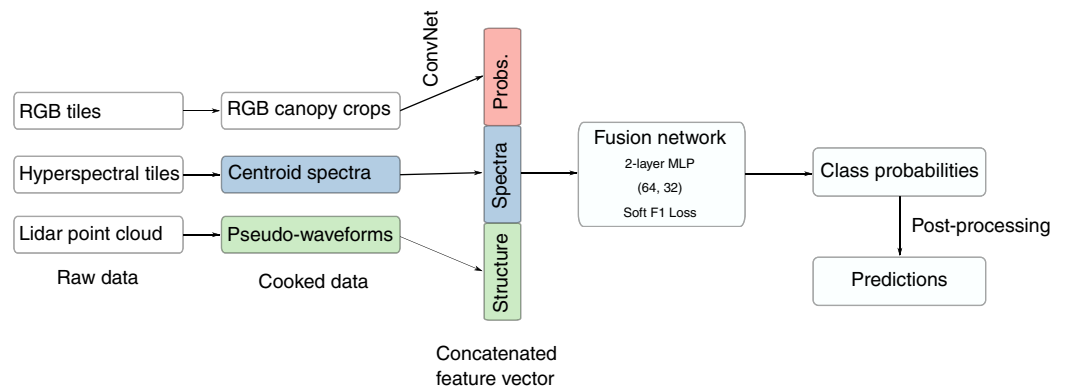 RGB tiles
RGB canopy crops
ConvNet
Probs.
Hyperspectral tiles
Centroid spectra
Spectra
Lidar point cloud
Pseudo-waveforms
Structure
Raw data
Cooked data
Concatenated
feature vector
Fusion network
2-layer MLP
(64, 32)
Soft F1 Loss
Class probabilities
Post-processing
Predictions